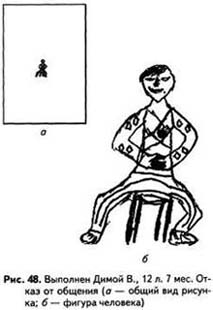 а
б
Рис. 48. Выполнен Димой В., 12 л. 7 мес. От-
каз от общения (а — общий вид рисун-
ка; б — фигура человека)